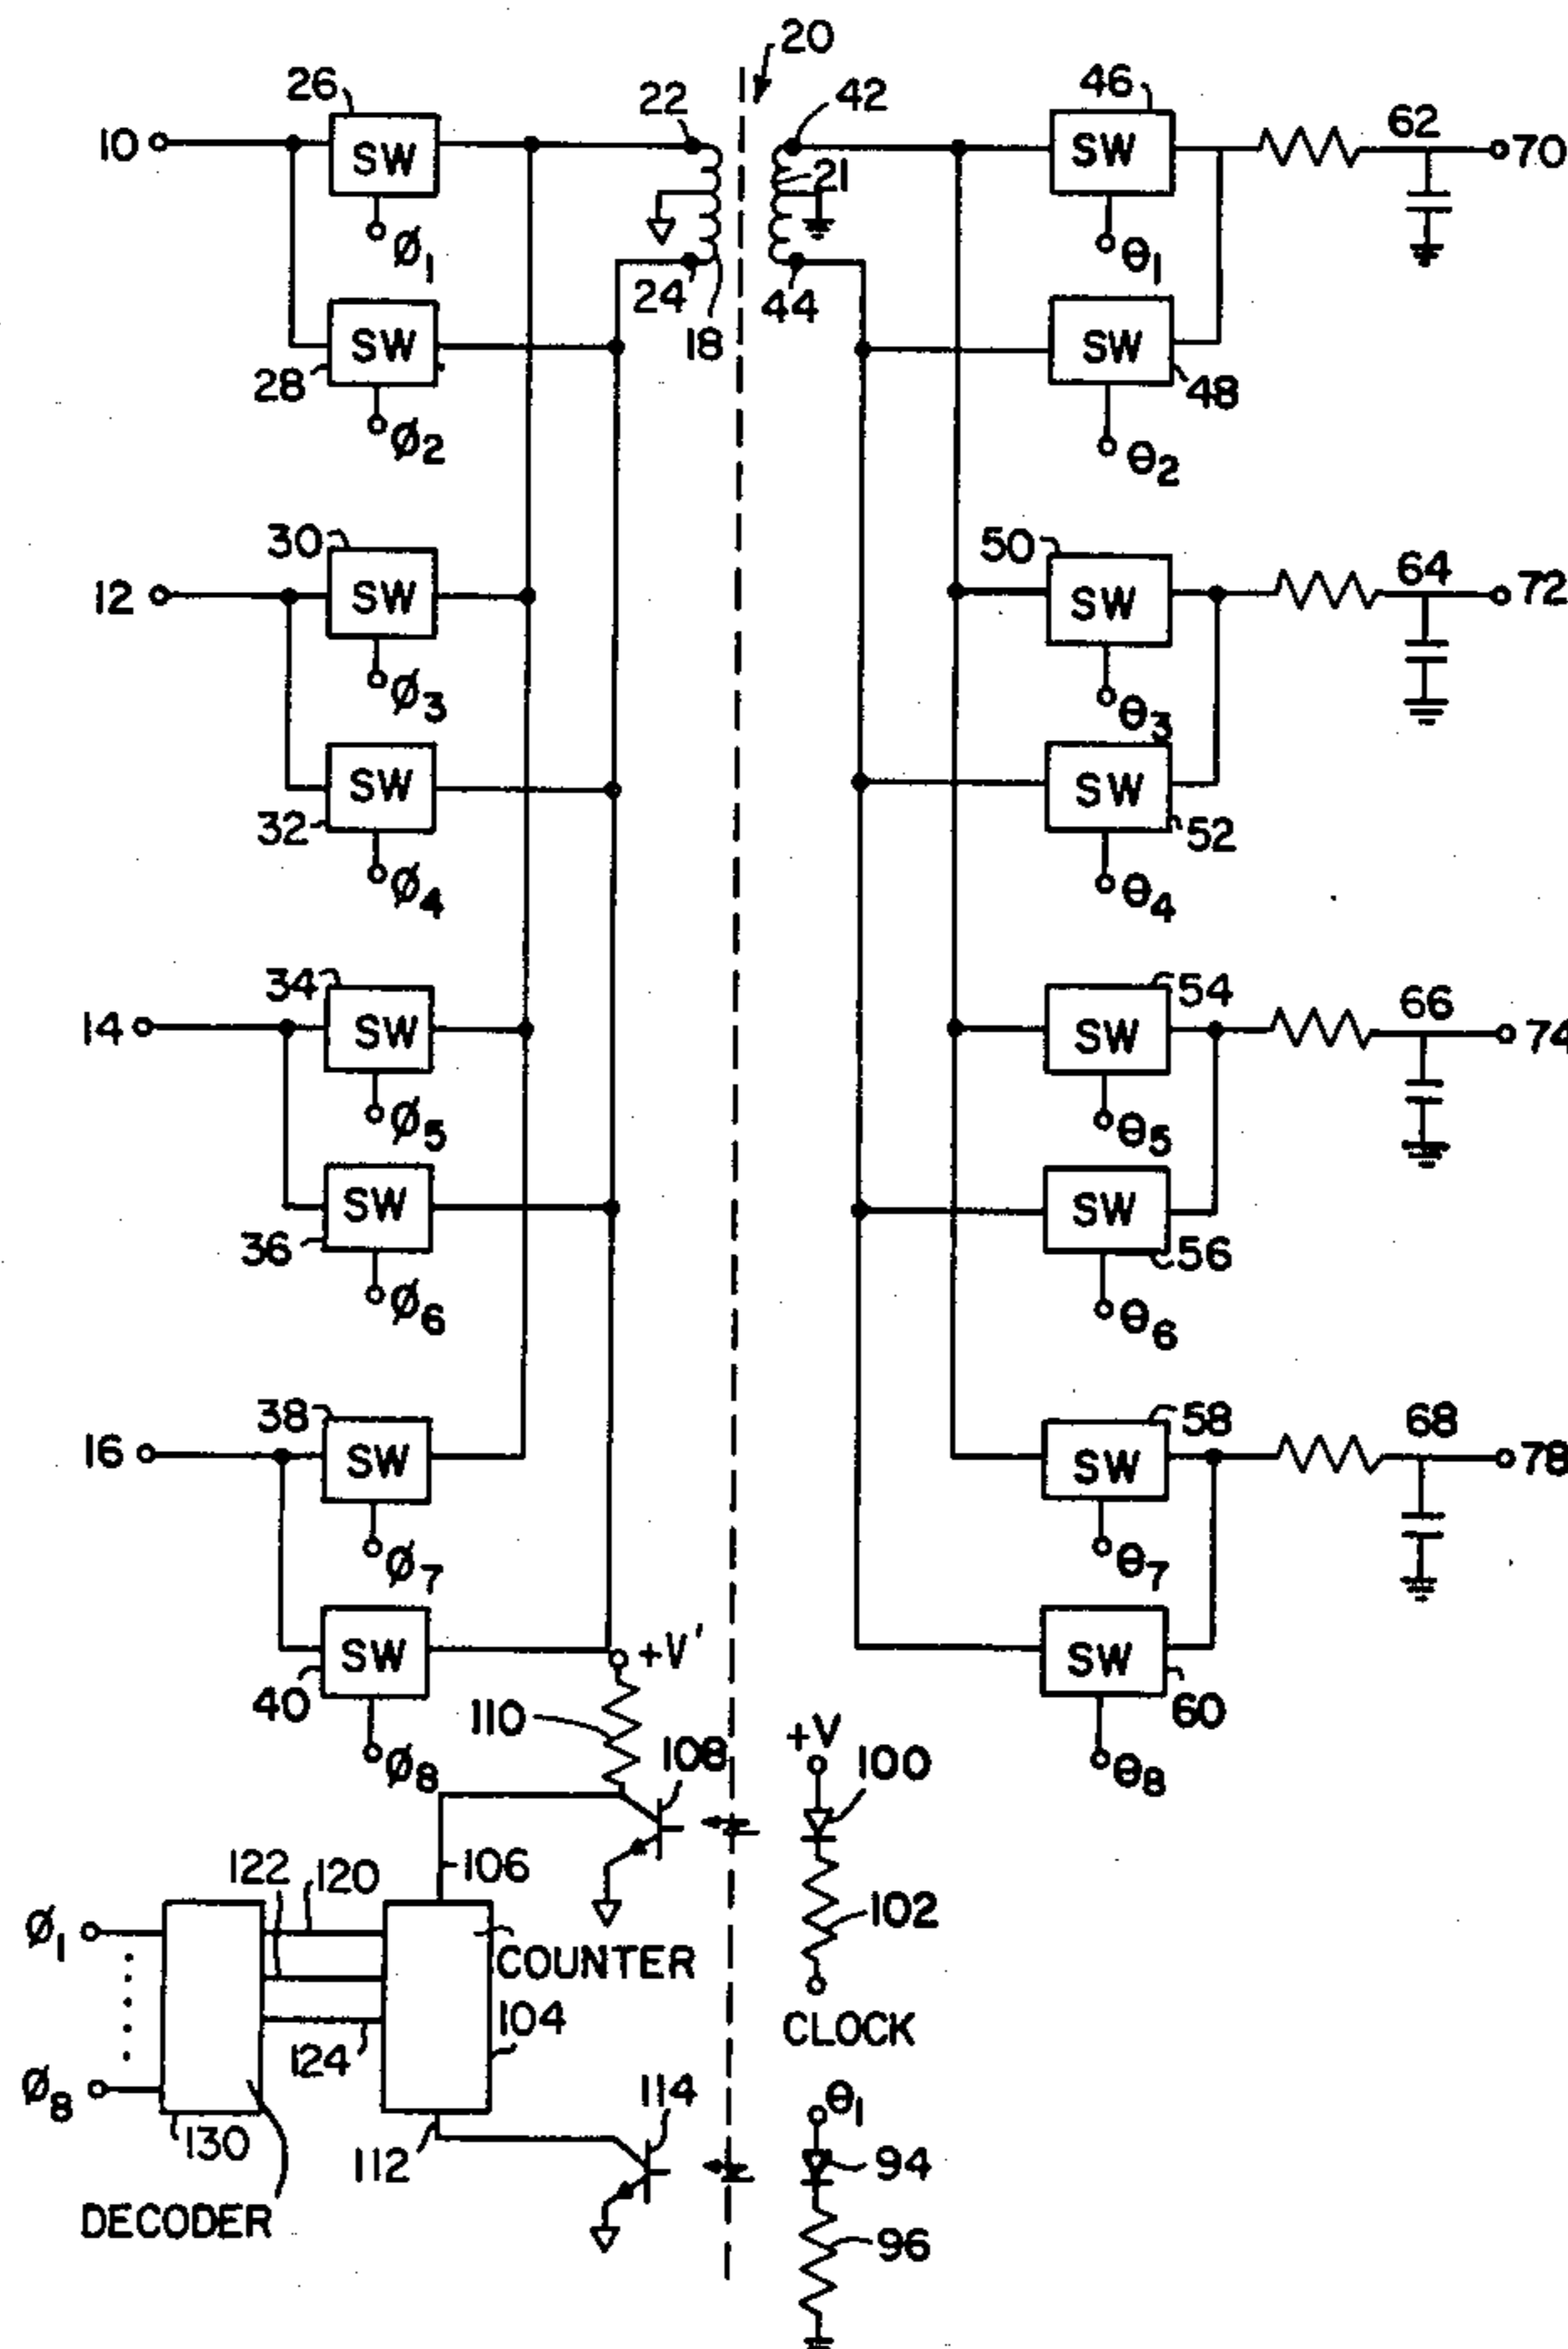 20
26
22
42
46
62
10
SW
SW
70
21
Ø1
θ1
24
18
44
SW
SW
28
48
Ø2
θ2
30
50
64
12
SW
SW
72
Ø3
θ3
SW
SW
32
52
Ø4
θ4
34
54
66
14
SW
SW
74
Ø5
θ5
SW
SW
36
56
Ø6
θ6
38
58
68
16
SW
SW
78
Ø7
θ7
+V'
SW
SW
40
110
60
+V
108
100
Ø8
θ8
122
120
106
102
Ø1
COUNTER
104
CLOCK
124
Ø8
114
θ1
130
112
94
DECODER
96